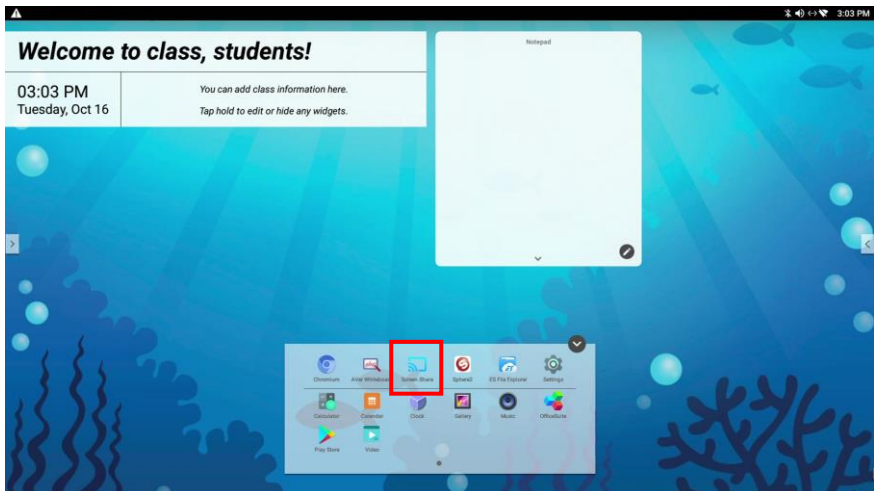 3:03 PM
Welcome to class, students!
03:03 PM
Tuesday, Oct 16
You can add class information here.
Tap hold to edit or hide any widgets.
Notepad
Chromium
AVer Whiteboard
Screen Share
Sphere2
ES File Explorer
Settings
Calculator
Calendar
Clock
Gallery
Music
OfficeSuite
Play Store
Video